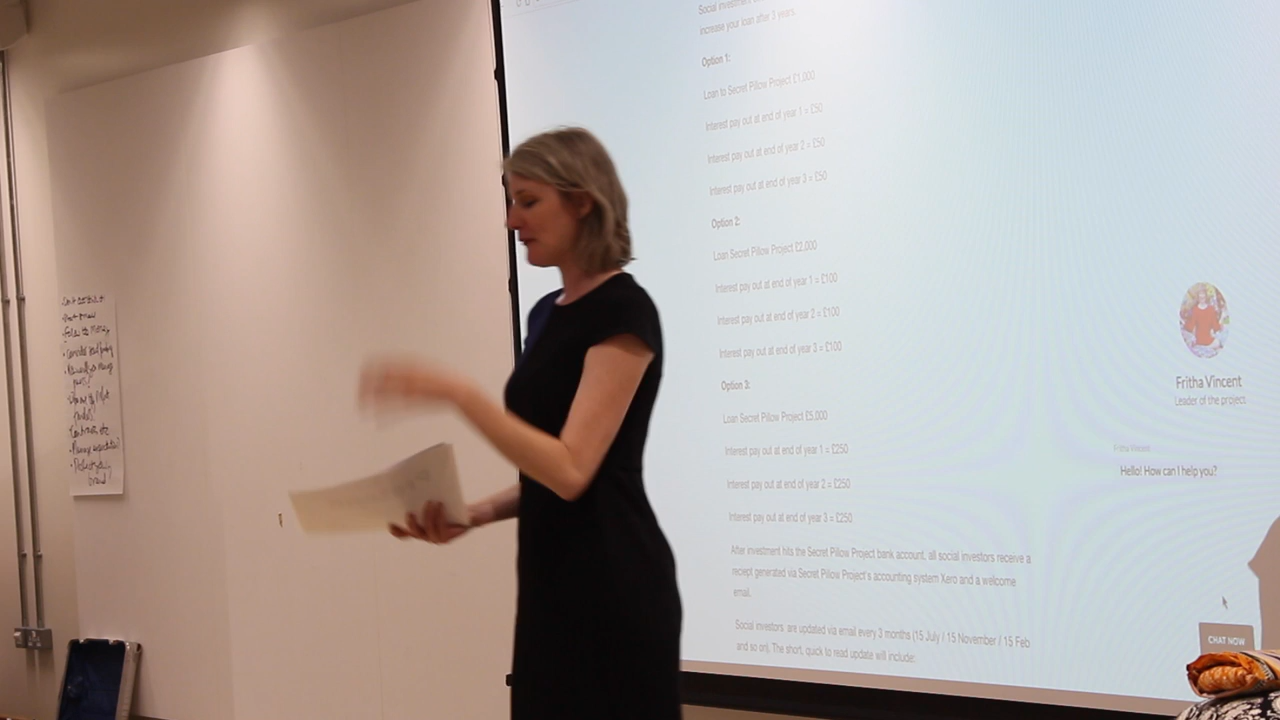 Social investment
increase your loan after 3 years.
Option 1:
Loan to Secret Pillow Project £1,000
Interest pay out at end of year 1 = £50
Interest pay out at end of year 2 = £50
Interest pay out at end of year 3 = £50
Option 2:
Loan Secret Pillow Project £2,000
Interest pay out at end of year 1 = £100
Interest pay out at end of year 2 = £100
Interest pay out at end of year 3 = £100
Option 3:
Loan Secret Pillow Project £5,000
Interest pay out at end of year 1 = £250
Interest pay out at end of year 2 = £250
Interest pay out at end of year 3 = £250
After investment hits the Secret Pillow Project bank account, all social investors receive a
reciept generated via Secret Pillow Project's accounting system Xero and a welcome
email.
Social investors are updated via email every 3 months (15 July / 15 November / 15 Feb
and so on). The short, quick to read update will include:
Fritha Vincent
Leader of the project
Fritha Vincent
Hello! How can I help you?
CHAT NOW